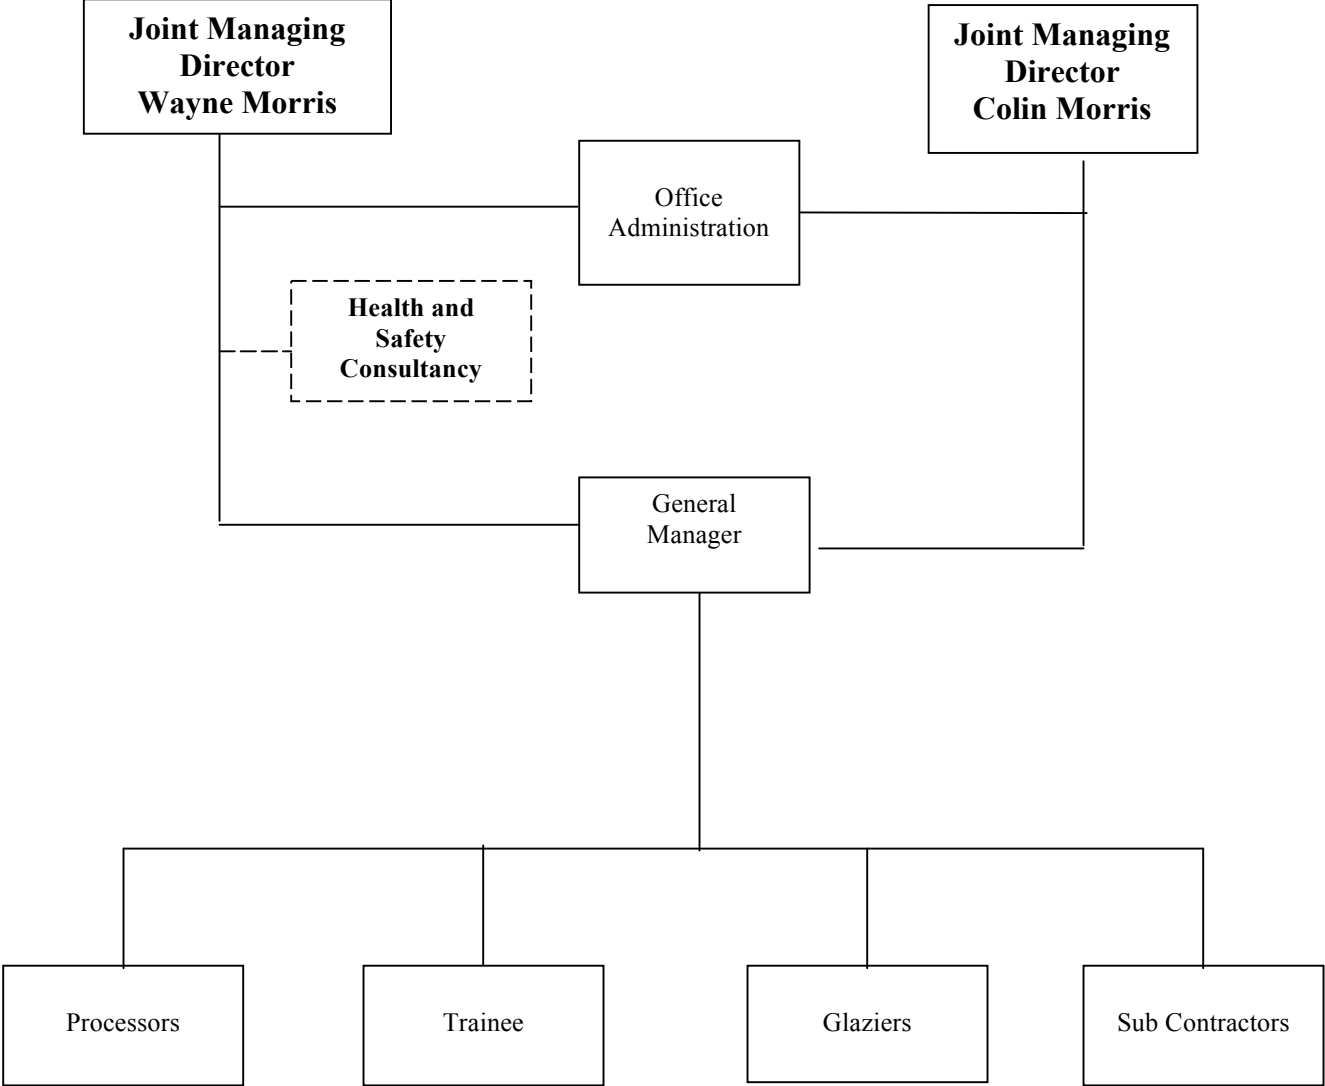 Joint Managing
Director
Wayne Morris
Joint Managing
Director
Colin Morris
Office
Administration
Health and
Safety
Consultancy
General
Manager
Processors
Trainee
Glaziers
Sub Contractors